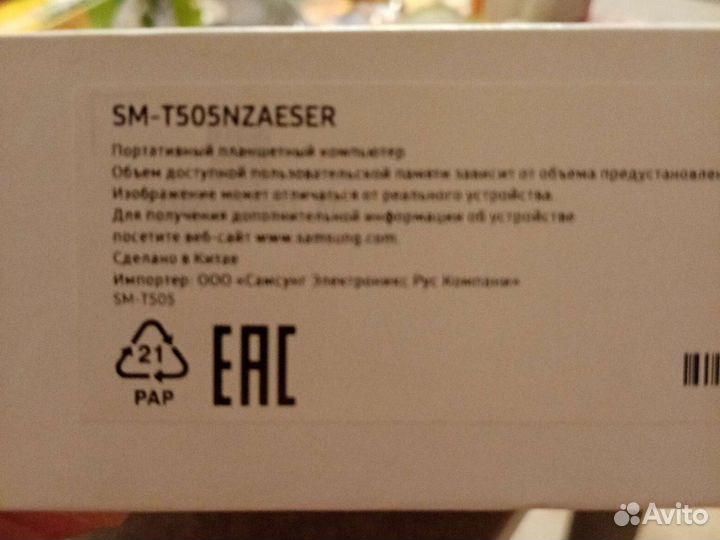 SM-T505NZAESER
Портативный планшетный компьютер
Объем доступной пользовательской памяти зависит от объема предустановлен
Изображение может отличаться от реального устройства.
Для получения дополнительной информации об устройстве
посетите веб-сайт www.samsung.com.
Сделано в Китае
Импортер: ООО «Самсунг Электроникс Рус Компани»
SM-T505
21
PAP
EAC
Avito